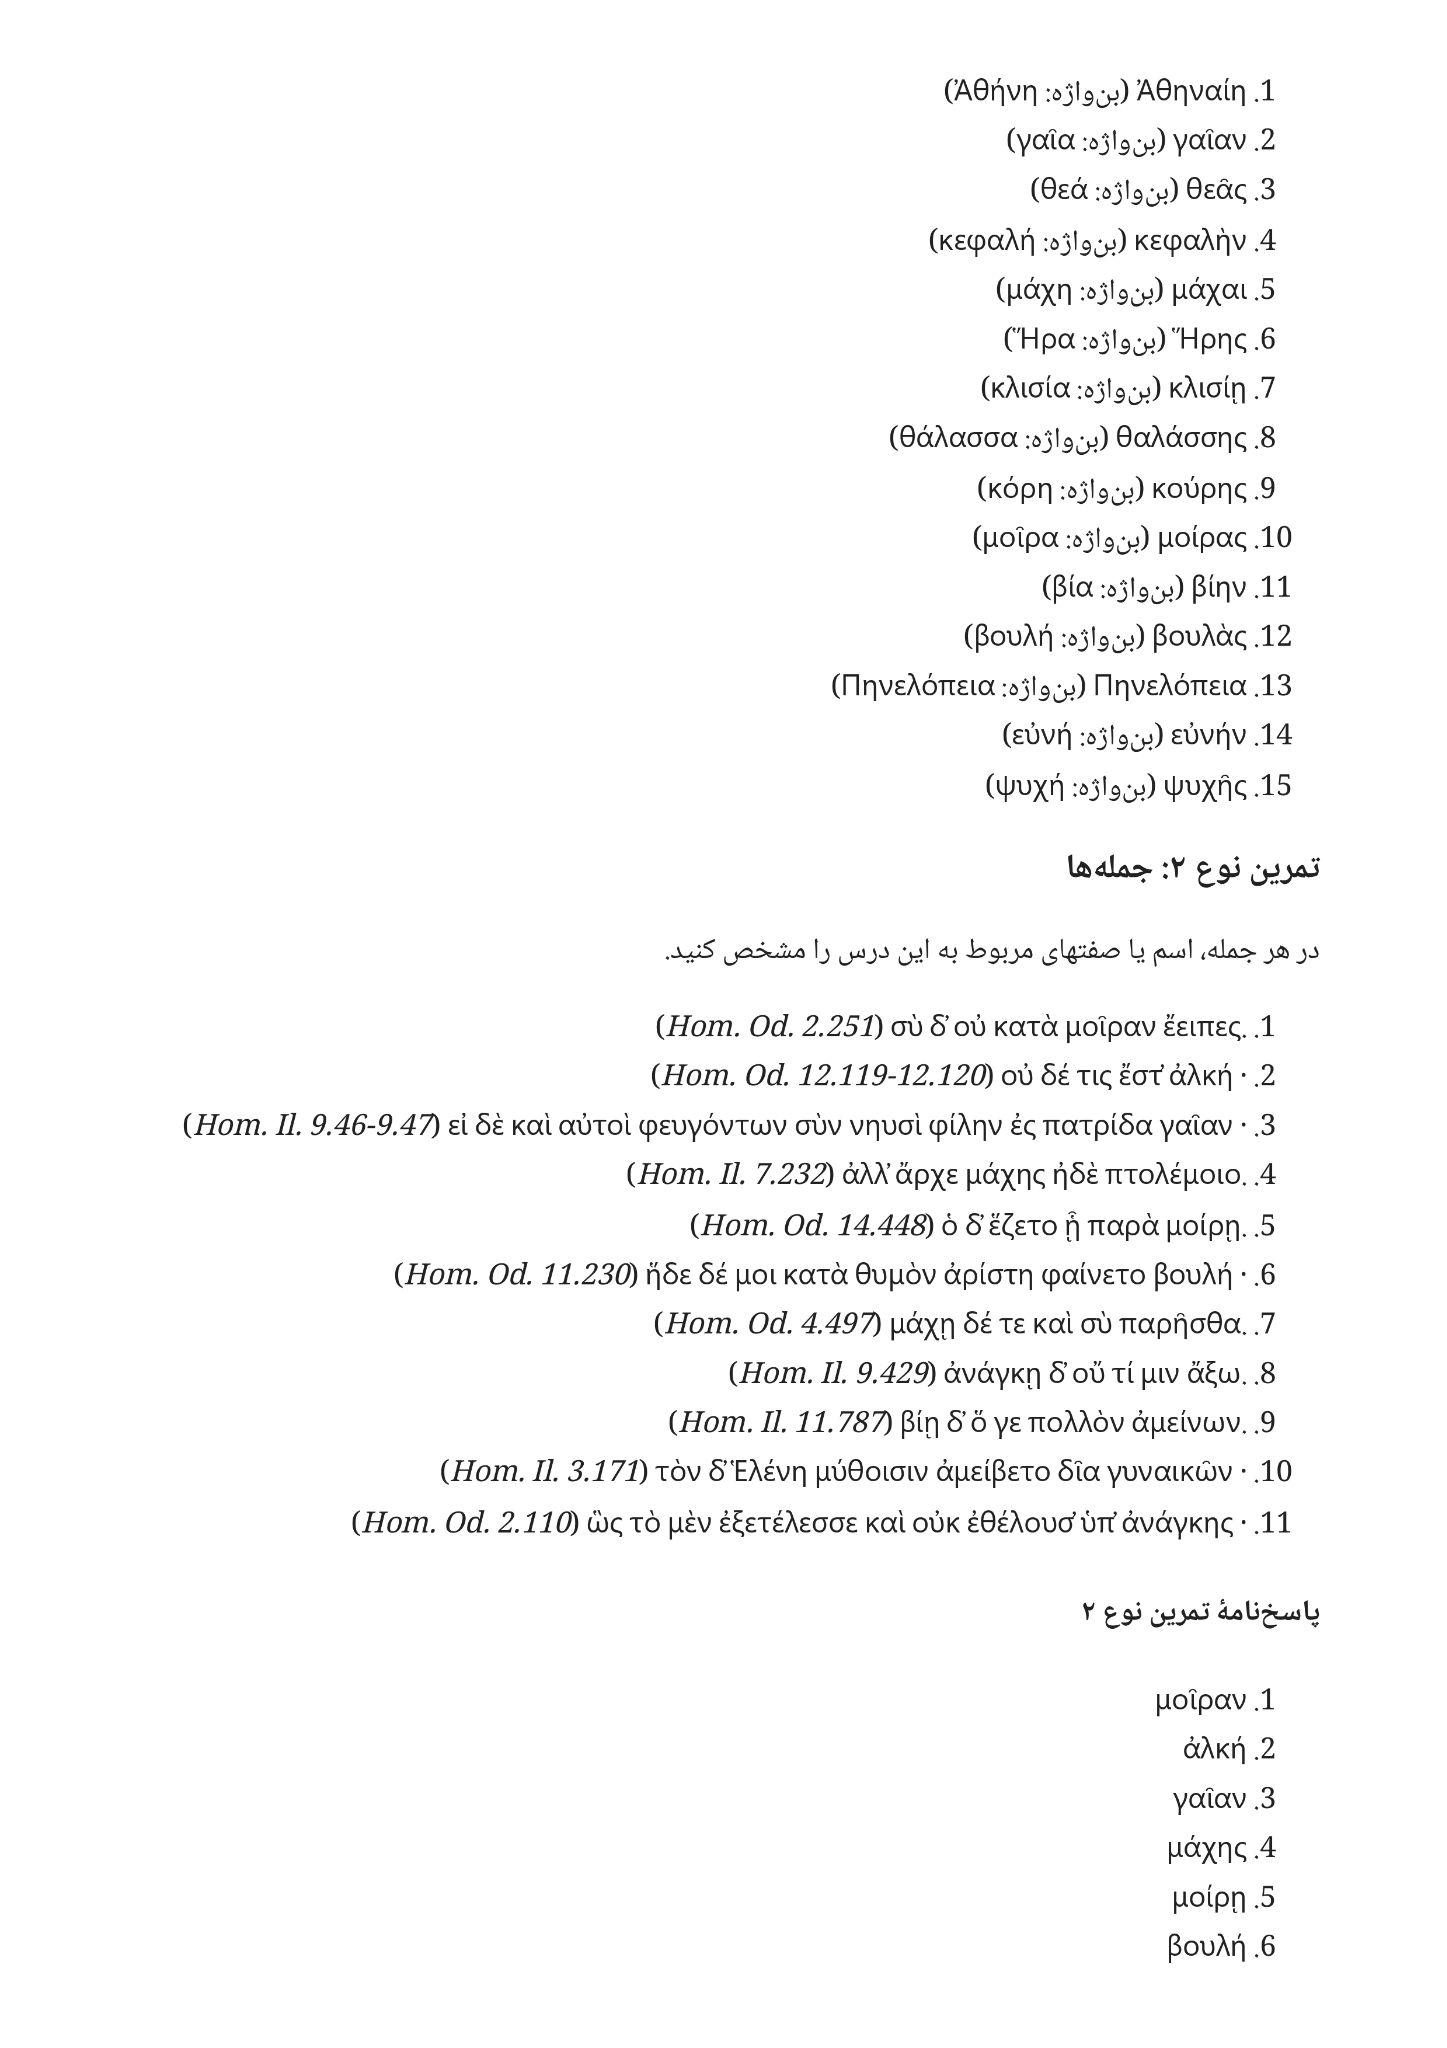 1. Ἀθηναίη (بن‌واژه: Ἀθήνη)
2. γαῖαν (بن‌واژه: γαῖα)
3. θεᾶς (بن‌واژه: θεά)
4. κεφαλὴν (بن‌واژه: κεφαλή)
5. μάχαι (بن‌واژه: μάχη)
6. Ἥρης (بن‌واژه: Ἥρα)
7. κλισίῃ (بن‌واژه: κλισία)
8. θαλάσσης (بن‌واژه: θάλασσα)
9. κούρης (بن‌واژه: κόρη)
10. μοίρας (بن‌واژه: μοῖρα)
11. βίην (بن‌واژه: βία)
12. βουλὰς (بن‌واژه: βουλή)
13. Πηνελόπεια (بن‌واژه: Πηνελόπεια)
14. εὐνήν (بن‌واژه: εὐνή)
15. ψυχῆς (بن‌واژه: ψυχή)
تمرین نوع ۲: جمله‌ها
در هر جمله، اسم یا صفتهای مربوط به این درس را مشخص کنید.
1. σὺ δ’ οὐ κατὰ μοῖραν ἔειπες. (Hom. Od. 2.251)
2. οὐ δέ τις ἔστ’ ἀλκή · (Hom. Od. 12.119-12.120)
3. εἰ δὲ καὶ αὐτοὶ φευγόντων σὺν νηυσὶ φίλην ἐς πατρίδα γαῖαν · (Hom. Il. 9.46-9.47)
4. ἀλλ’ ἄρχε μάχης ἠδὲ πτολέμοιο. (Hom. Il. 7.232)
5. ὁ δ’ ἕζετο ᾗ παρὰ μοίρῃ. (Hom. Od. 14.448)
6. ἥδε δέ μοι κατὰ θυμὸν ἀρίστη φαίνετο βουλή · (Hom. Od. 11.230)
7. μάχῃ δέ τε καὶ σὺ παρῆσθα. (Hom. Od. 4.497)
8. ἀνάγκῃ δ’ οὔ τί μιν ἄξω. (Hom. Il. 9.429)
9. βίῃ δ’ ὅ γε πολλὸν ἀμείνων. (Hom. Il. 11.787)
10. τὸν δ’ Ἑλένη μύθοισιν ἀμείβετο δῖα γυναικῶν · (Hom. Il. 3.171)
11. ὣς τὸ μὲν ἐξετέλεσσε καὶ οὐκ ἐθέλουσ’ ὑπ’ ἀνάγκης · (Hom. Od. 2.110)
پاسخ‌نامهٔ تمرین نوع ۲
1. μοῖραν
2. ἀλκή
3. γαῖαν
4. μάχης
5. μοίρῃ
6. βουλή